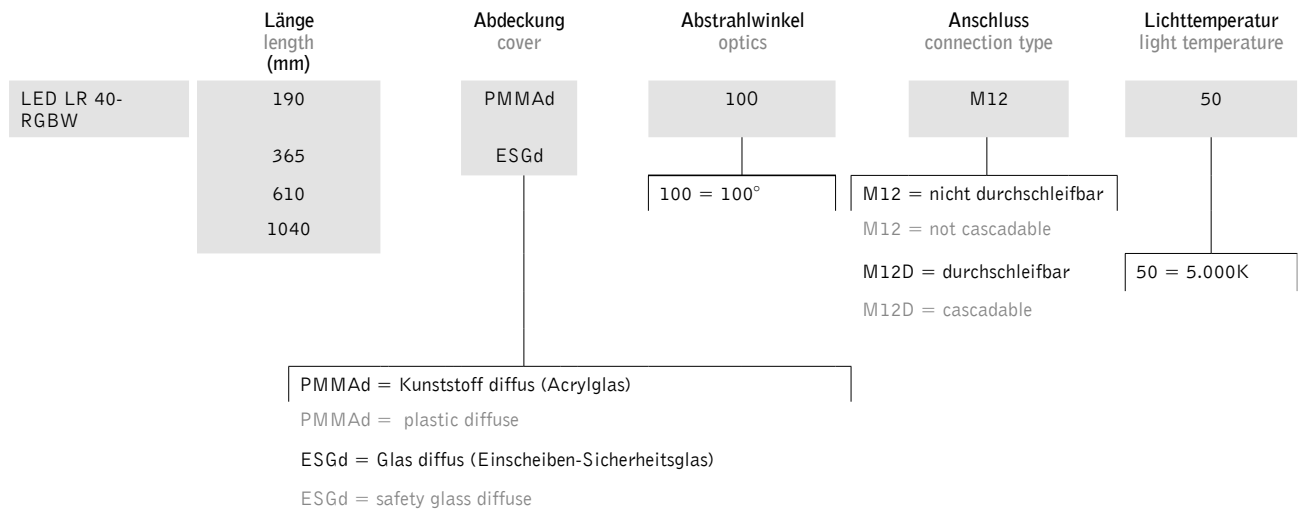 Länge
length
(mm)
Abdeckung
cover
Abstrahlwinkel
optics
Anschluss
connection type
Lichttemperatur
light temperature
LED LR 40-
RGBW
190
PMMAd
100
M12
50
365
ESGd
610
1040
100 = 100°
M12 = nicht durchschleifbar
M12 = not cascadable
M12D = durchschleifbar
M12D = cascadable
50 = 5.000K
PMMAd = Kunststoff diffus (Acrylglas)
PMMAd = plastic diffuse
ESGd = Glas diffus (Einscheiben-Sicherheitsglas)
ESGd = safety glass diffuse